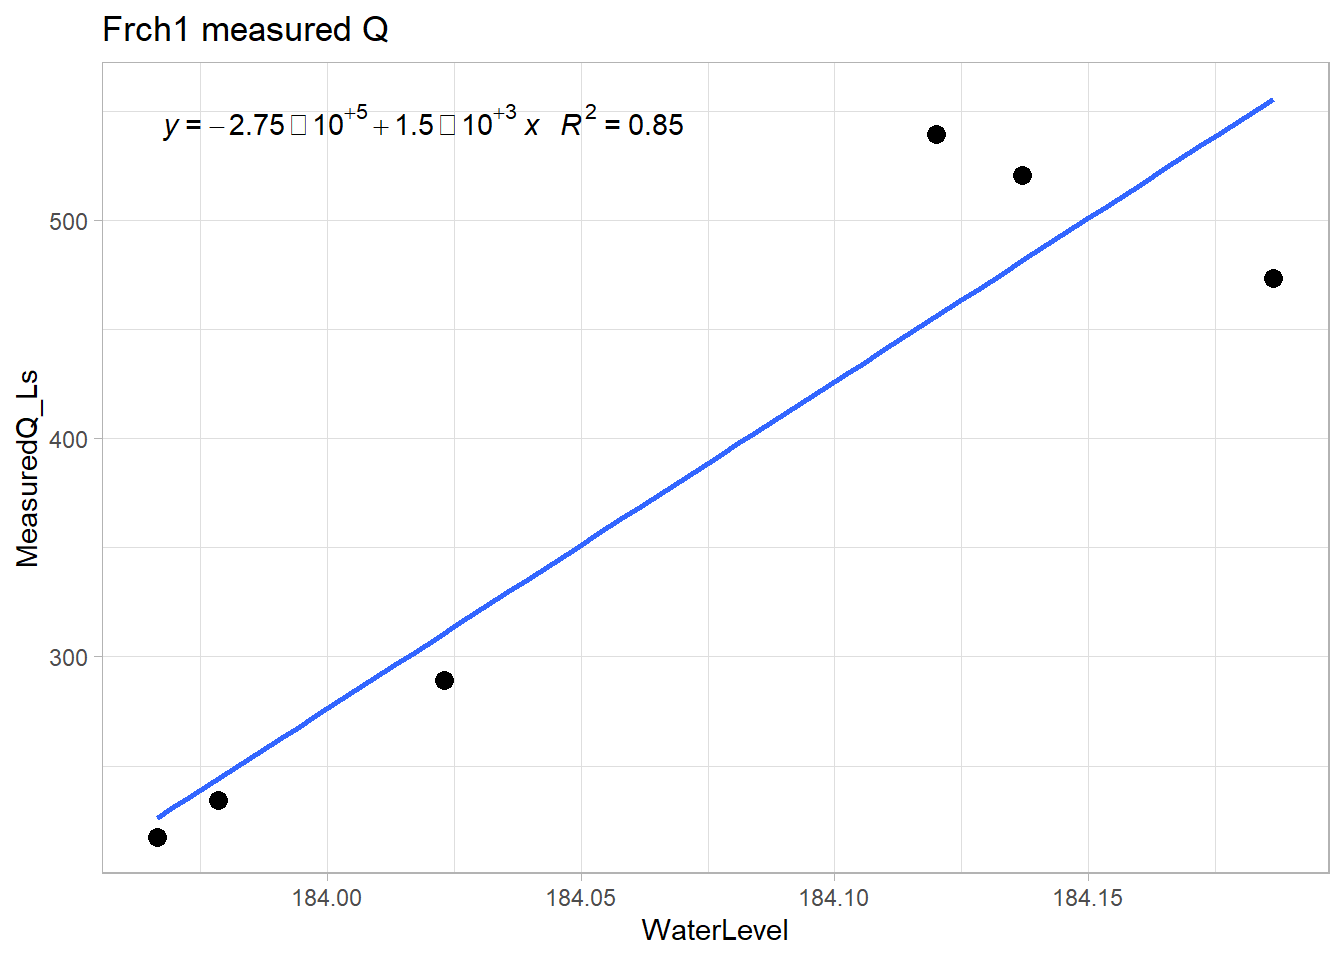 Frch1 measured Q
y = −2.75 □ 10^+5 + 1.5 □ 10^+3 x R^2 = 0.85
500
400
300
MeasuredQ_Ls
184.00 184.05 184.10 184.15
WaterLevel